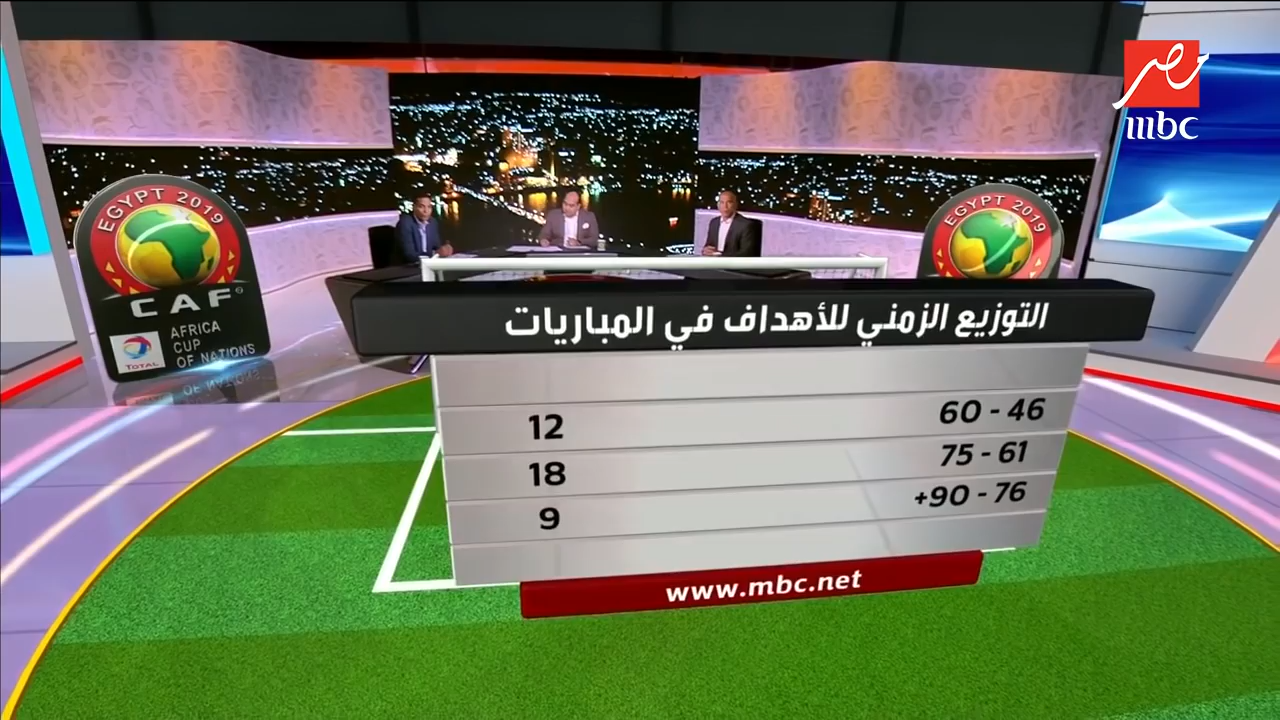 مصر
mbc
EGYPT 2019
CAF
AFRICA
CUP
OF NATIONS
TOTAL
EGYPT 2019
التوزيع الزمني للأهداف في المباريات
46 - 60 12
61 - 75 18
76 - 90+ 9
www.mbc.net